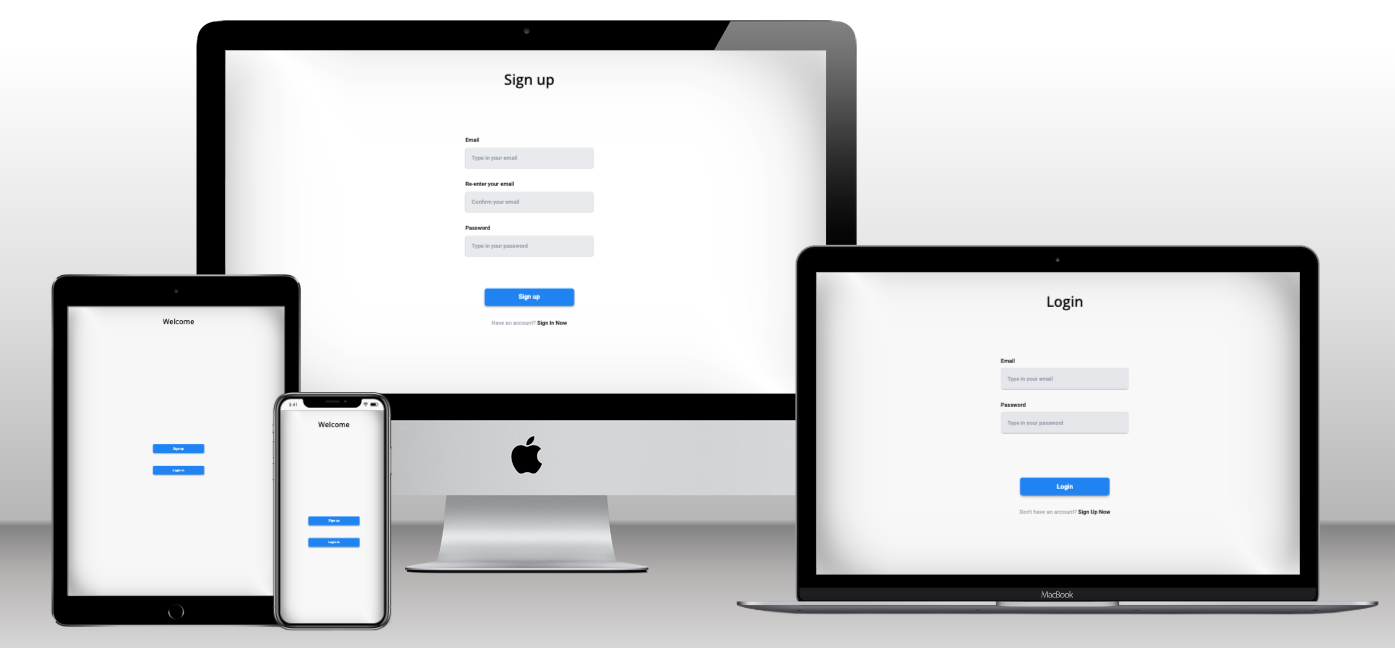 Sign up
Email
Type in your email
Re-enter your email
Confirm your email
Password
Type in your password
Sign up
Have an account? Sign In Now
Welcome
Sign up
Login in
9:41
Welcome
Sign up
Login in
Login
Email
Type in your email
Password
Type in your password
Login
Don't have an account? Sign Up Now
MacBook